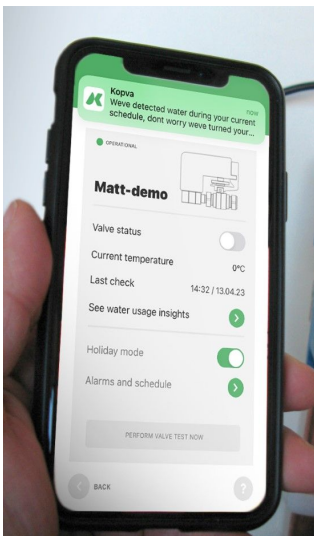 Kopva
now
Weve detected water during your current
schedule, dont worry weve turned your...
OPERATIONAL
Matt-demo
Valve status
Current temperature 0°C
Last check 14:32 / 13.04.23
See water usage insights
Holiday mode
Alarms and schedule
PERFORM VALVE TEST NOW
BACK
?